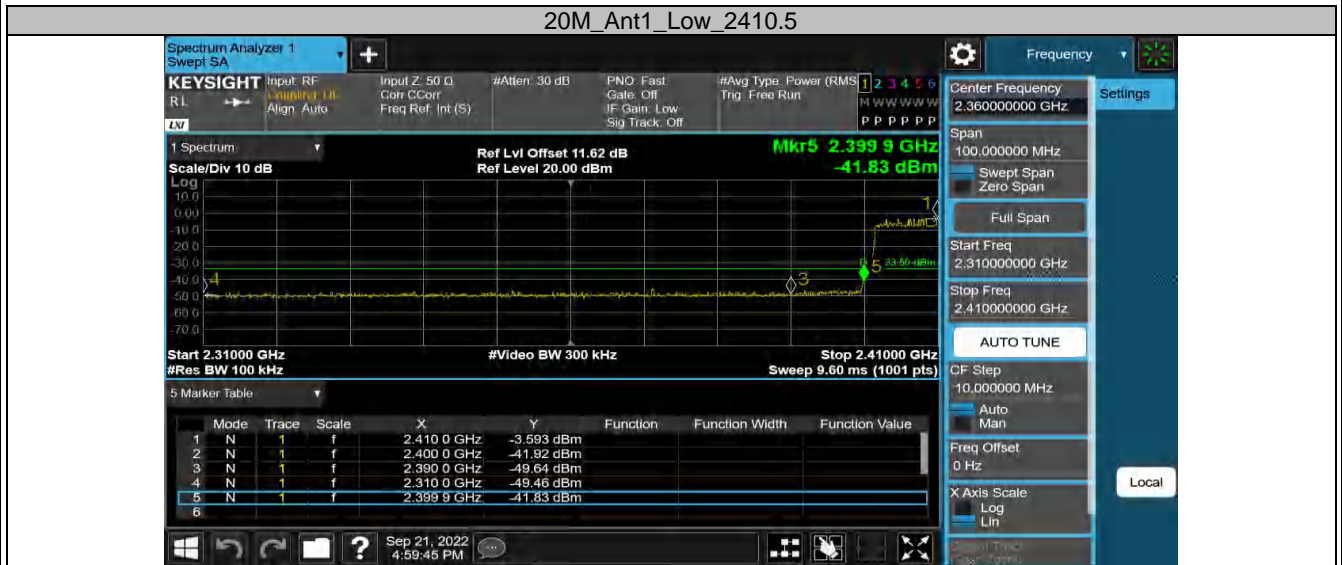 20M_Ant1_Low_2410.5
Spectrum Analyzer 1
Swept SA
Frequency
KEYSIGHT
RL
LXI
Input: RF
Align: Auto
Input Z: 50 Ω
Corr CCorr
Freq Ref: Int (S)
#Atten: 30 dB
PNO: Fast
Gate: Off
IF Gain: Low
Sig Track: Off
#Avg Type: Power (RMS
Trig: Free Run
1 2 3 4 5 6
M W W W W W
P P P P P P
1 Spectrum
Scale/Div 10 dB
Ref Lvl Offset 11.62 dB
Ref Level 20.00 dBm
Mkr5 2.399 9 GHz
-41.83 dBm
Log
10.0
0.00
-10.0
-20.0
-30.0
-40.0
-50.0
-60.0
-70.0
1
5
3
4
Start 2.31000 GHz
#Res BW 100 kHz
#Video BW 300 kHz
Stop 2.41000 GHz
Sweep 9.60 ms (1001 pts)
5 Marker Table
Mode Trace Scale X Y Function Function Width Function Value
1 N 1 f 2.410 0 GHz -3.593 dBm
2 N 1 f 2.400 0 GHz -41.92 dBm
3 N 1 f 2.390 0 GHz -49.64 dBm
4 N 1 f 2.310 0 GHz -49.46 dBm
5 N 1 f 2.399 9 GHz -41.83 dBm
6
Sep 21, 2022
4:59:45 PM
Center Frequency
2.360000000 GHz
Settings
Span
100.000000 MHz
Swept Span
Zero Span
Full Span
Start Freq
2.310000000 GHz
Stop Freq
2.410000000 GHz
AUTO TUNE
CF Step
10.000000 MHz
Auto
Man
Freq Offset
0 Hz
X Axis Scale
Log
Lin
Local